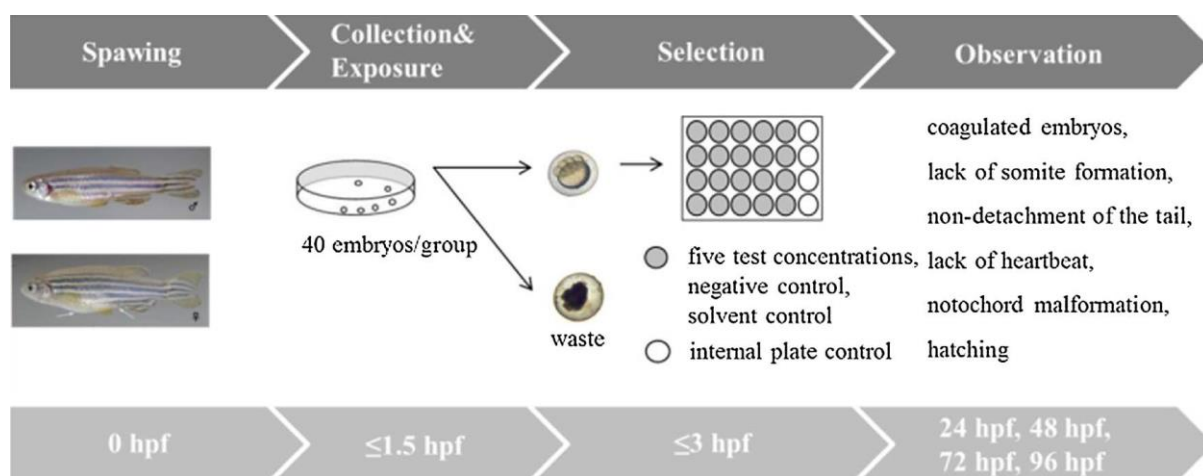 Spawing
Collection&
Exposure
Selection
Observation
♂
♀
40 embryos/group
waste
five test concentrations,
negative control,
solvent control
internal plate control
coagulated embryos,
lack of somite formation,
non-detachment of the tail,
lack of heartbeat,
notochord malformation,
hatching
0 hpf
≤1.5 hpf
≤3 hpf
24 hpf, 48 hpf,
72 hpf, 96 hpf